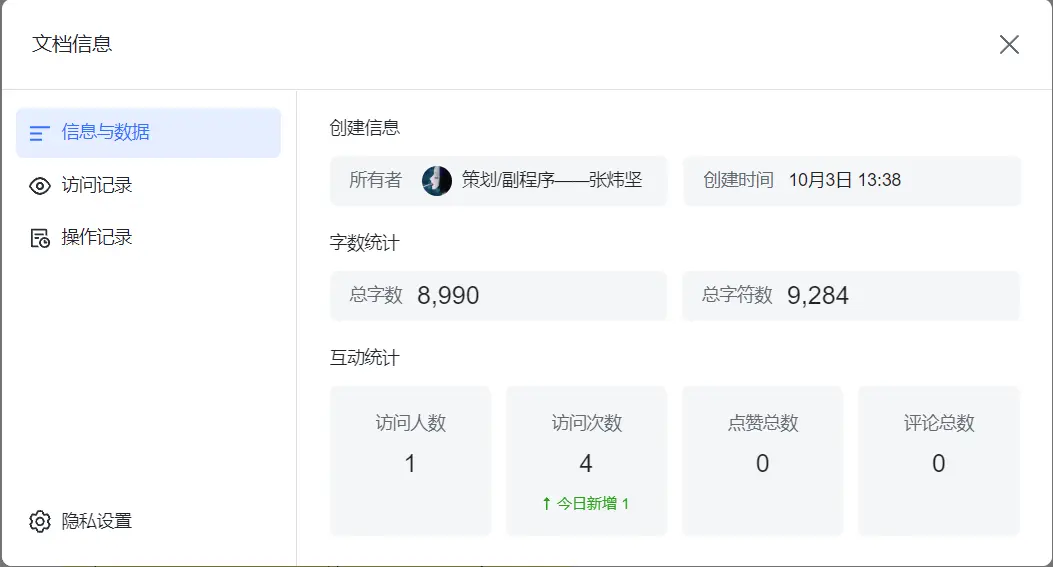 文档信息
信息与数据
访问记录
操作记录
隐私设置
创建信息
所有者 策划/副程序——张炜坚 创建时间 10月3日 13:38
字数统计
总字数 8,990 总字符数 9,284
互动统计
访问人数 访问次数 点赞总数 评论总数
1 4 0 0
↑ 今日新增 1